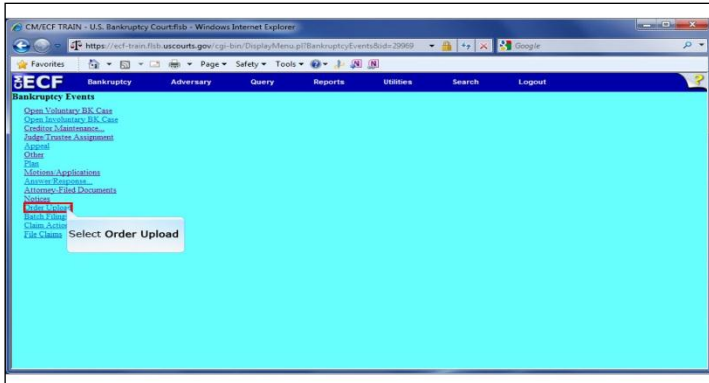 CM/ECF TRAIN - U.S. Bankruptcy Court:flsb - Windows Internet Explorer
https://ecf-train.flsb.uscourts.gov/cgi-bin/DisplayMenu.pl?BankruptcyEvents&id=29969
Google
Favorites Page Safety Tools
ECF Bankruptcy Adversary Query Reports Utilities Search Logout ?
Bankruptcy Events
Open Voluntary BK Case
Open Involuntary BK Case
Creditor Maintenance...
Judge/Trustee Assignment
Appeal
Other
Plan
Motions/Applications
Answer/Response...
Attorney-Filed Documents
Notices
Order Upload
Batch Filing
Claim Action
File Claims
Select Order Upload